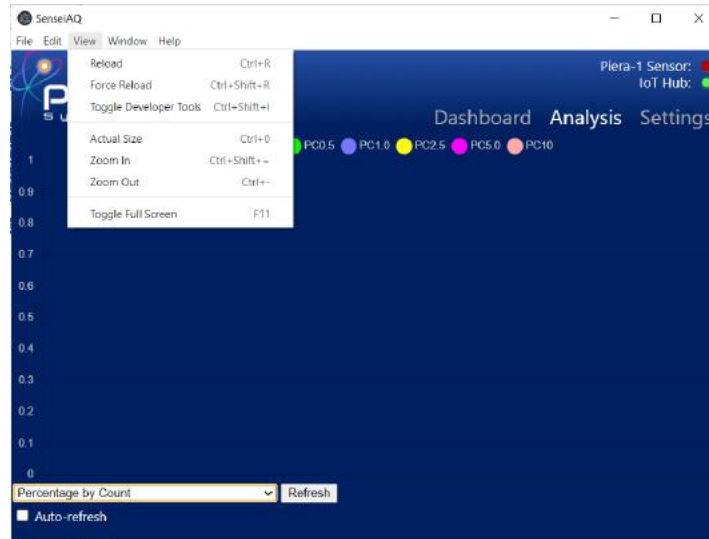 SenseiAQ
File Edit View Window Help
Reload Ctrl+R
Force Reload Ctrl+Shift+R
Toggle Developer Tools Ctrl+Shift+I
Actual Size Ctrl+0
Zoom In Ctrl+Shift+=
Zoom Out Ctrl+-
Toggle Full Screen F11
Piera-1 Sensor:
IoT Hub:
Dashboard Analysis Settings
PC0.5 PC1.0 PC2.5 PC5.0 PC10
1
0.9
0.8
0.7
0.6
0.5
0.4
0.3
0.2
0.1
0
Percentage by Count Refresh
Auto-refresh